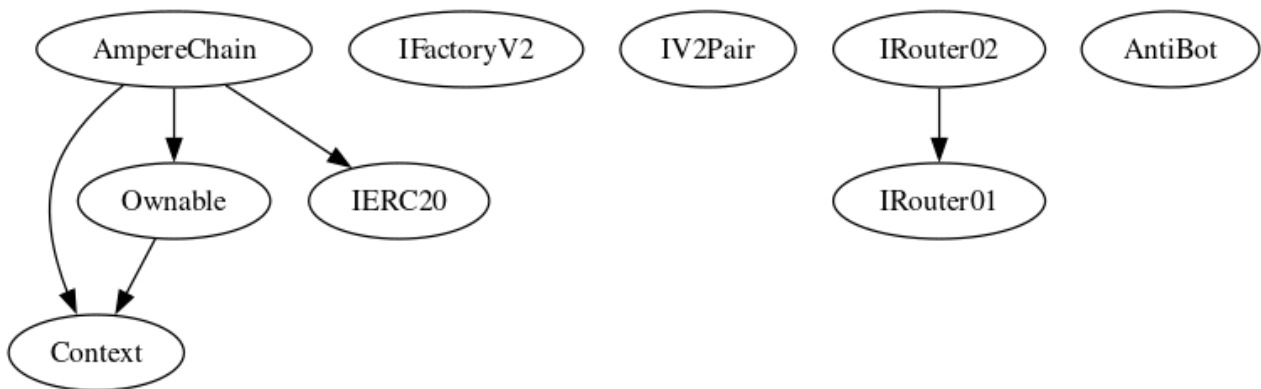 AmpereChain
IFactoryV2
IV2Pair
IRouter02
AntiBot
Ownable
IERC20
IRouter01
Context